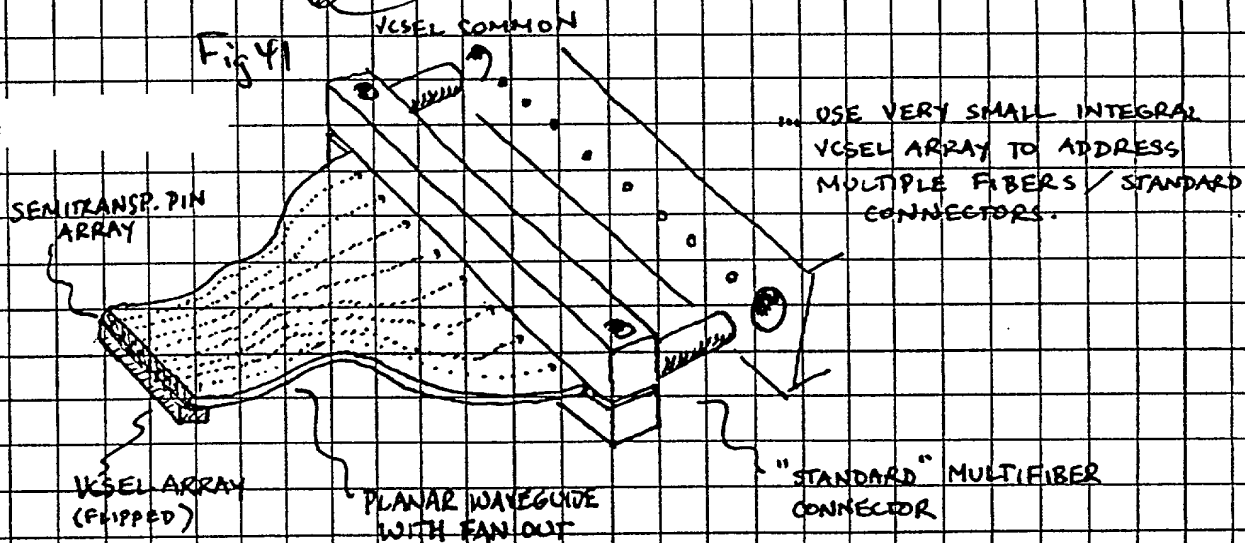 VCSEL COMMON
Fig 41
... USE VERY SMALL INTEGRAL
VCSEL ARRAY TO ADDRESS
MULTIPLE FIBERS / STANDARD
CONNECTORS.
SEMITRANSP. PIN
ARRAY
VCSEL ARRAY
(FLIPPED)
PLANAR WAVEGUIDE
WITH FAN OUT
"STANDARD" MULTIFIBER
CONNECTOR